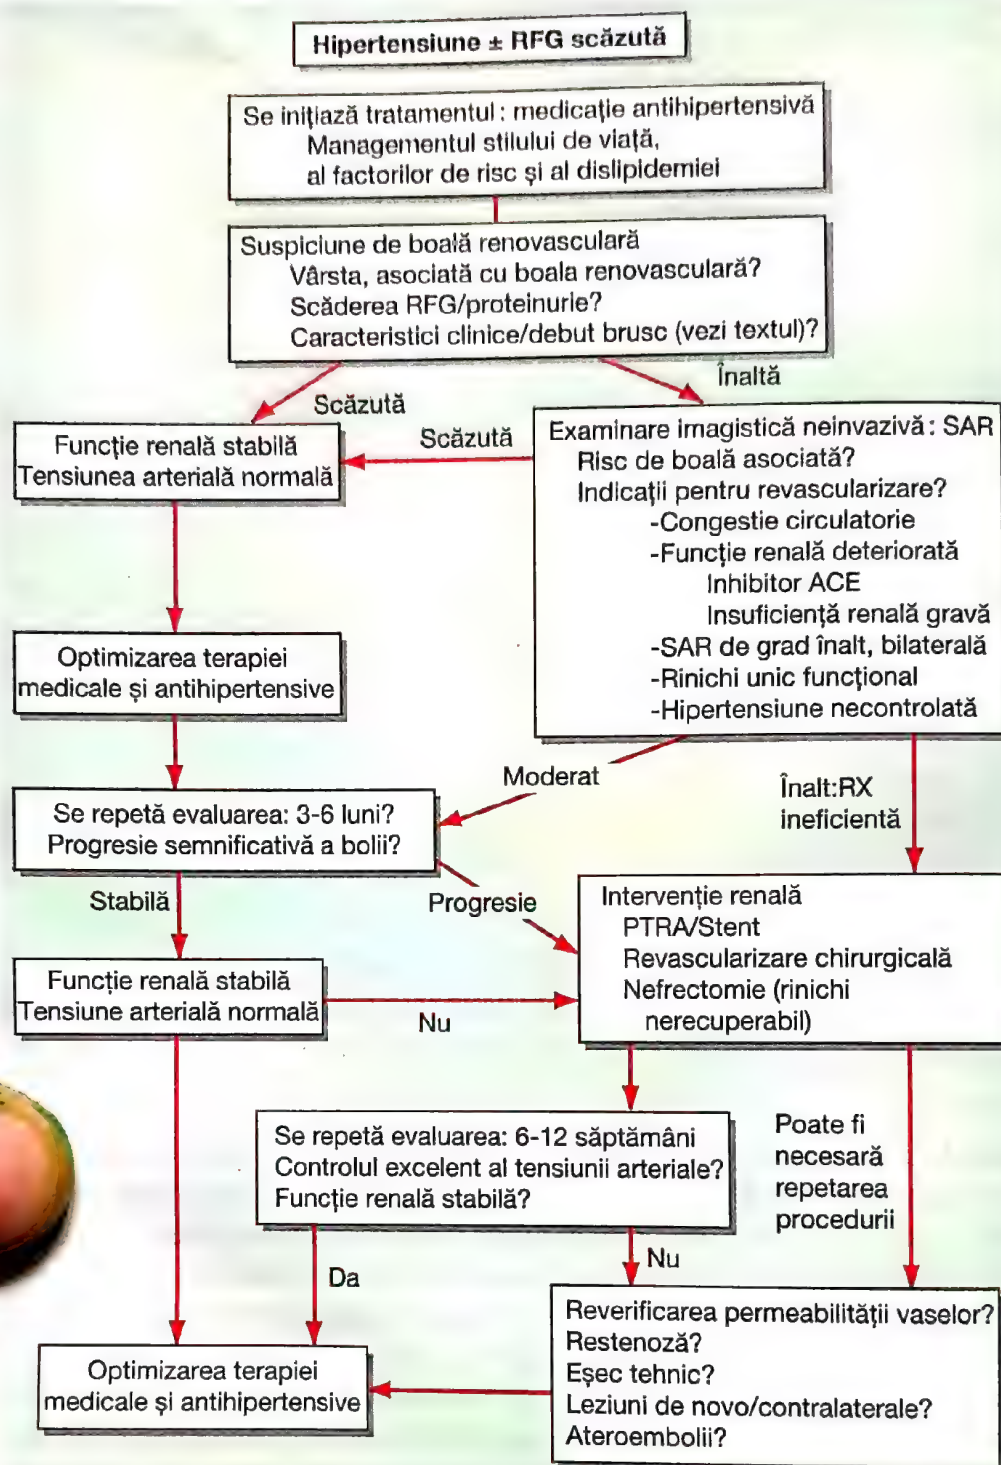 Hipertensiune ± RFG scăzută
Se inițiază tratamentul: medicație antihipertensivă
Managementul stilului de viață,
al factorilor de risc și al dislipidemiei
Suspiciune de boală renovasculară
Vârsta, asociată cu boala renovasculară?
Scăderea RFG/proteinurie?
Caracteristici clinice/debut brusc (vezi textul)?
Scăzută
Înaltă
Funcție renală stabilă
Tensiunea arterială normală
Scăzută
Examinare imagistică neinvazivă: SAR
Risc de boală asociată?
Indicații pentru revascularizare?
-Congestie circulatorie
-Funcție renală deteriorată
Inhibitor ACE
Insuficiență renală gravă
-SAR de grad înalt, bilaterală
-Rinichi unic funcțional
-Hipertensiune necontrolată
Optimizarea terapiei
medicale și antihipertensive
Moderat
Înalt:RX
ineficientă
Se repetă evaluarea: 3-6 luni?
Progresie semnificativă a bolii?
Stabilă
Progresie
Intervenție renală
PTRA/Stent
Revascularizare chirurgicală
Nefrectomie (rinichi
nerecuperabil)
Funcție renală stabilă
Tensiune arterială normală
Nu
Se repetă evaluarea: 6-12 săptămâni
Controlul excelent al tensiunii arteriale?
Funcție renală stabilă?
Poate fi
necesară
repetarea
procedurii
Da
Nu
Reverificarea permeabilității vaselor?
Restenoză?
Eșec tehnic?
Leziuni de novo/contralaterale?
Ateroembolii?
Optimizarea terapiei
medicale și antihipertensive